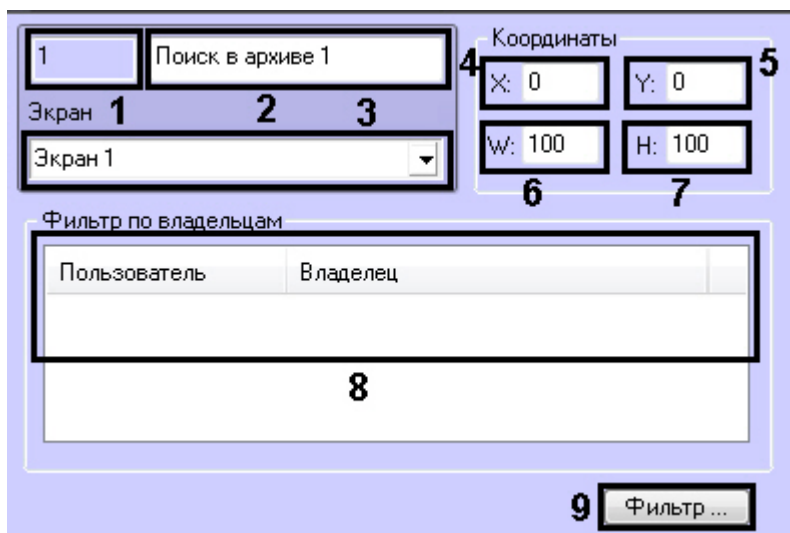 1 Поиск в архиве 1
Экран 1 2 3
Экран 1
Координаты
4 X: 0 Y: 0 5
W: 100 H: 100
6 7
Фильтр по владельцам
Пользователь Владелец
8
9 Фильтр ...